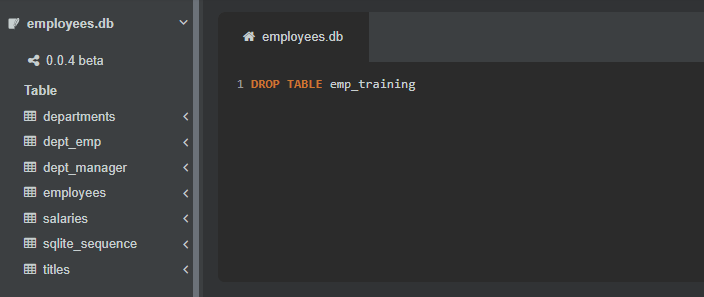 employees.db
0.0.4 beta
Table
departments
dept_emp
dept_manager
employees
salaries
sqlite_sequence
titles
employees.db
1 DROP TABLE emp_training